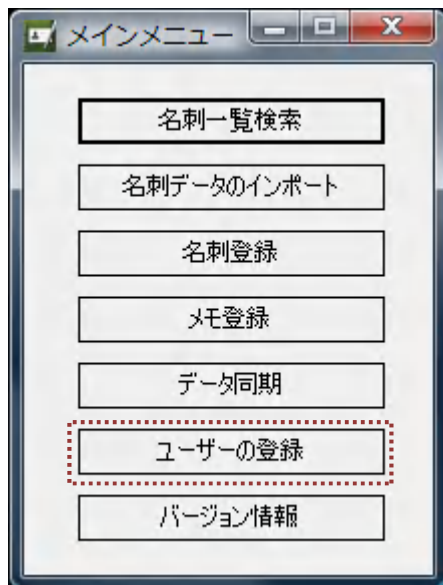 メインメニュー
名刺一覧検索
名刺データのインポート
名刺登録
メモ登録
データ同期
ユーザーの登録
バージョン情報